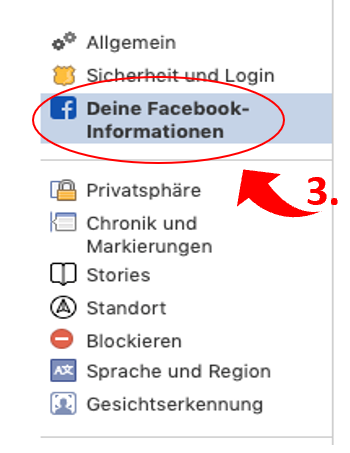 Allgemein
Sicherheit und Login
Deine Facebook-
Informationen
3.
Privatsphäre
Chronik und
Markierungen
Stories
Standort
Blockieren
Sprache und Region
Gesichtserkennung